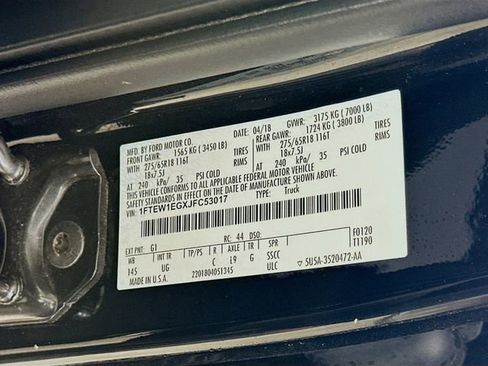 MFD. BY FORD MOTOR CO. DATE: 04/18 GVWR: 3175 KG (7000 LB)
FRONT GAWR: 1565 KG (3450 LB) REAR GAWR: 1724 KG (3800 LB)
275/65R18 116T TIRES 275/65R18 116T TIRES
18x7.5J RIMS 18x7.5J RIMS
AT 240 kPa/ 35 PSI COLD AT 240 kPa/ 35 PSI COLD
THIS VEHICLE CONFORMS TO ALL APPLICABLE FEDERAL MOTOR VEHICLE
SAFETY STANDARDS IN EFFECT ON THE DATE OF MANUFACTURE SHOWN ABOVE.
VIN: 1FTEW1EGXJFC53017 TYPE: Truck
F0120
T1190
EXT PNT: G1 RC: 44 DSO:
WB INT TR TP/PS R AXLE TR SPR
145 UG C L9 G SSCC
MADE IN U.S.A. 2201804051345 ULC ▽ 5U5A-3520472-AA